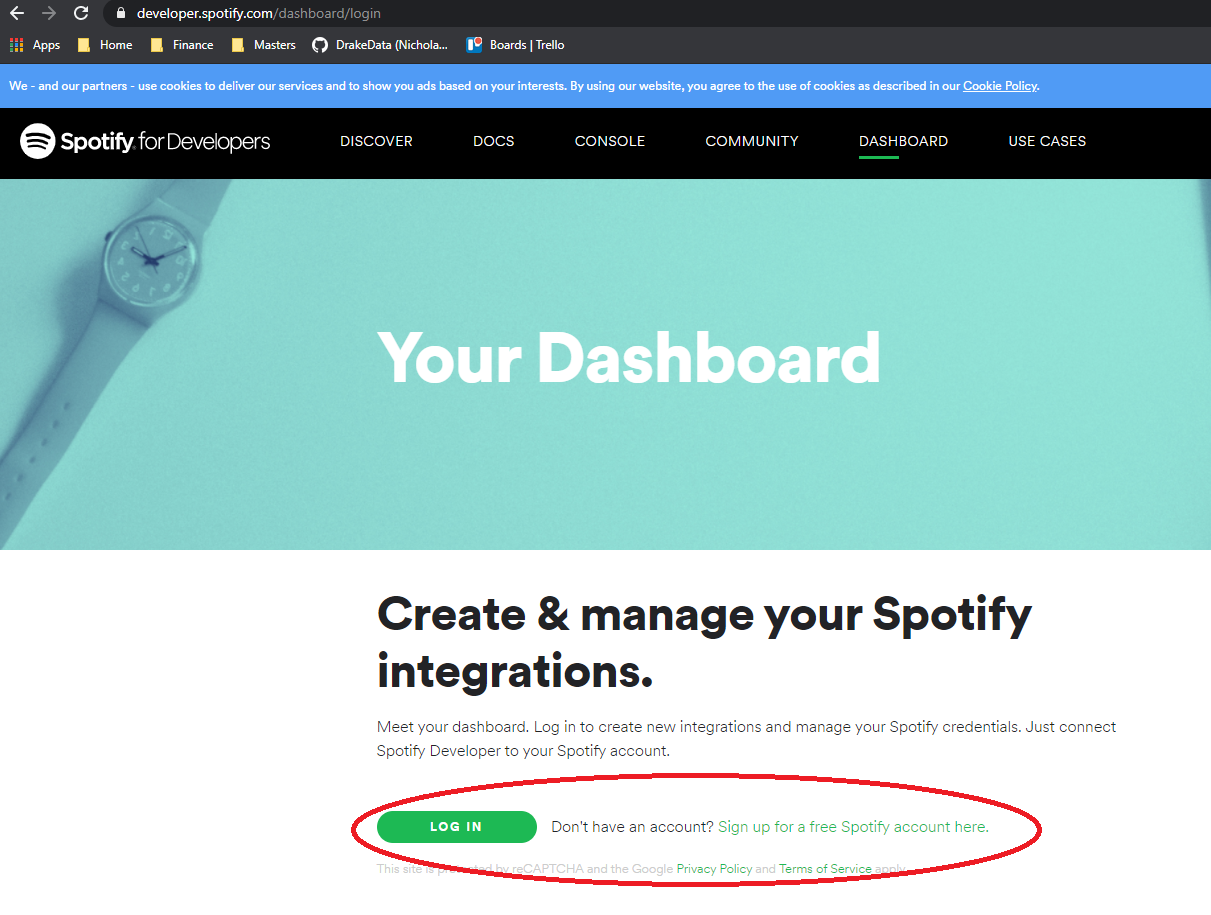 developer.spotify.com/dashboard/login
Apps Home Finance Masters DrakeData (Nichola... Boards | Trello
We - and our partners - use cookies to deliver our services and to show you ads based on your interests. By using our website, you agree to the use of cookies as described in our Cookie Policy.
Spotify for Developers DISCOVER DOCS CONSOLE COMMUNITY DASHBOARD USE CASES
Your Dashboard
Create & manage your Spotify
integrations.
Meet your dashboard. Log in to create new integrations and manage your Spotify credentials. Just connect
Spotify Developer to your Spotify account.
LOG IN Don't have an account? Sign up for a free Spotify account here.
This site is protected by reCAPTCHA and the Google Privacy Policy and Terms of Service apply.